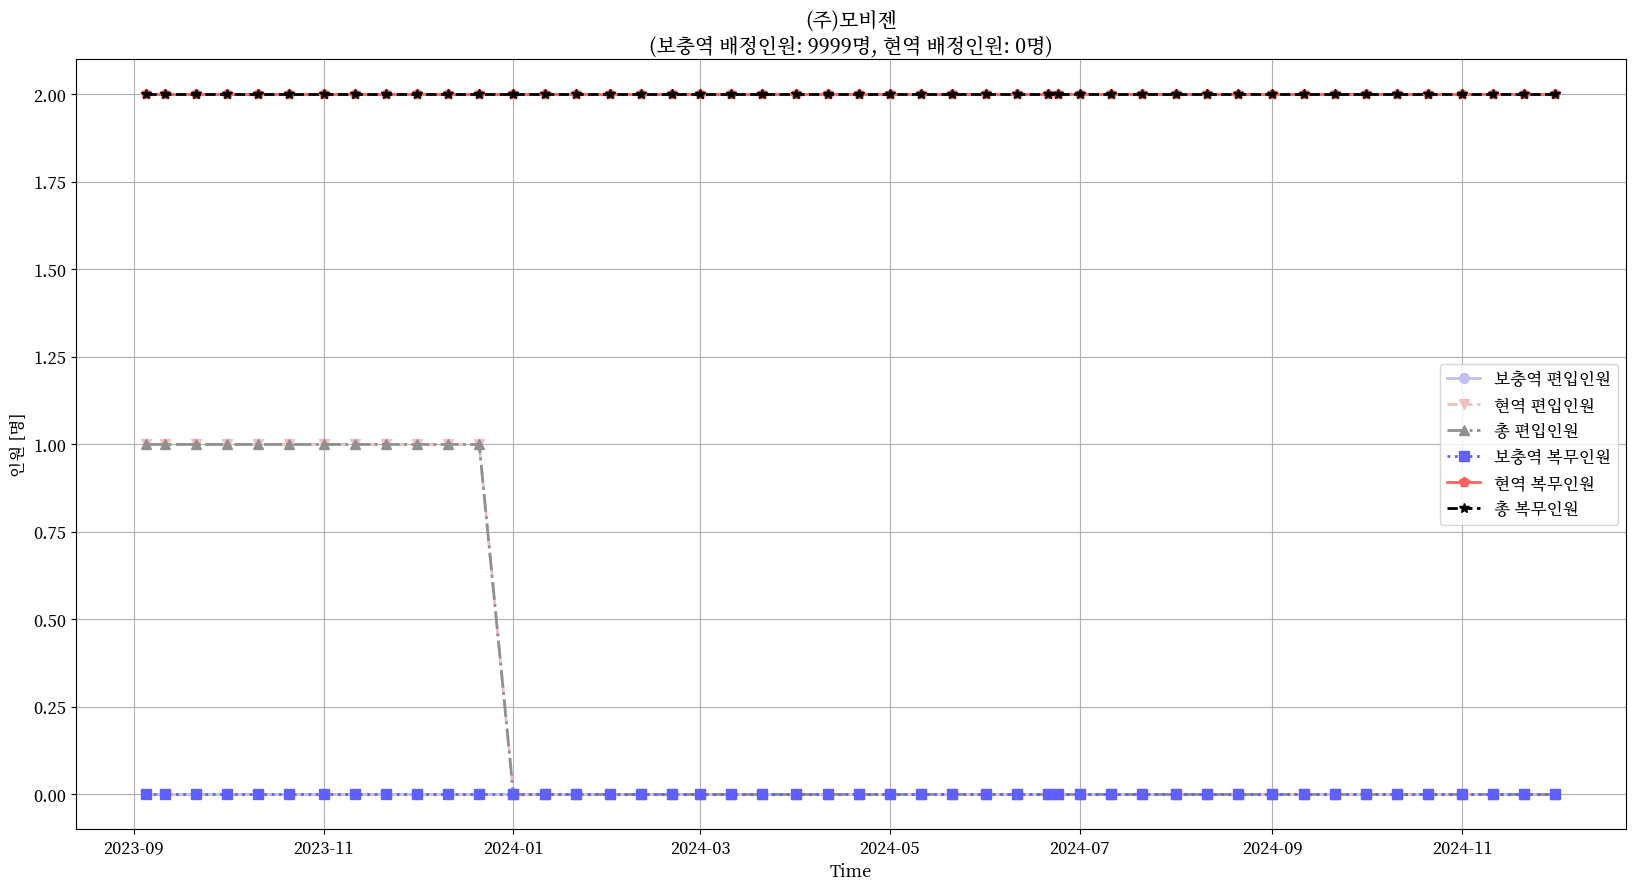 (주)모비젠
(보충역 배정인원: 9999명, 현역 배정인원: 0명)
인원 [명]
2.00
1.75
1.50
1.25
1.00
0.75
0.50
0.25
0.00
보충역 편입인원
현역 편입인원
총 편입인원
보충역 복무인원
현역 복무인원
총 복무인원
2023-09
2023-11
2024-01
2024-03
2024-05
2024-07
2024-09
2024-11
Time